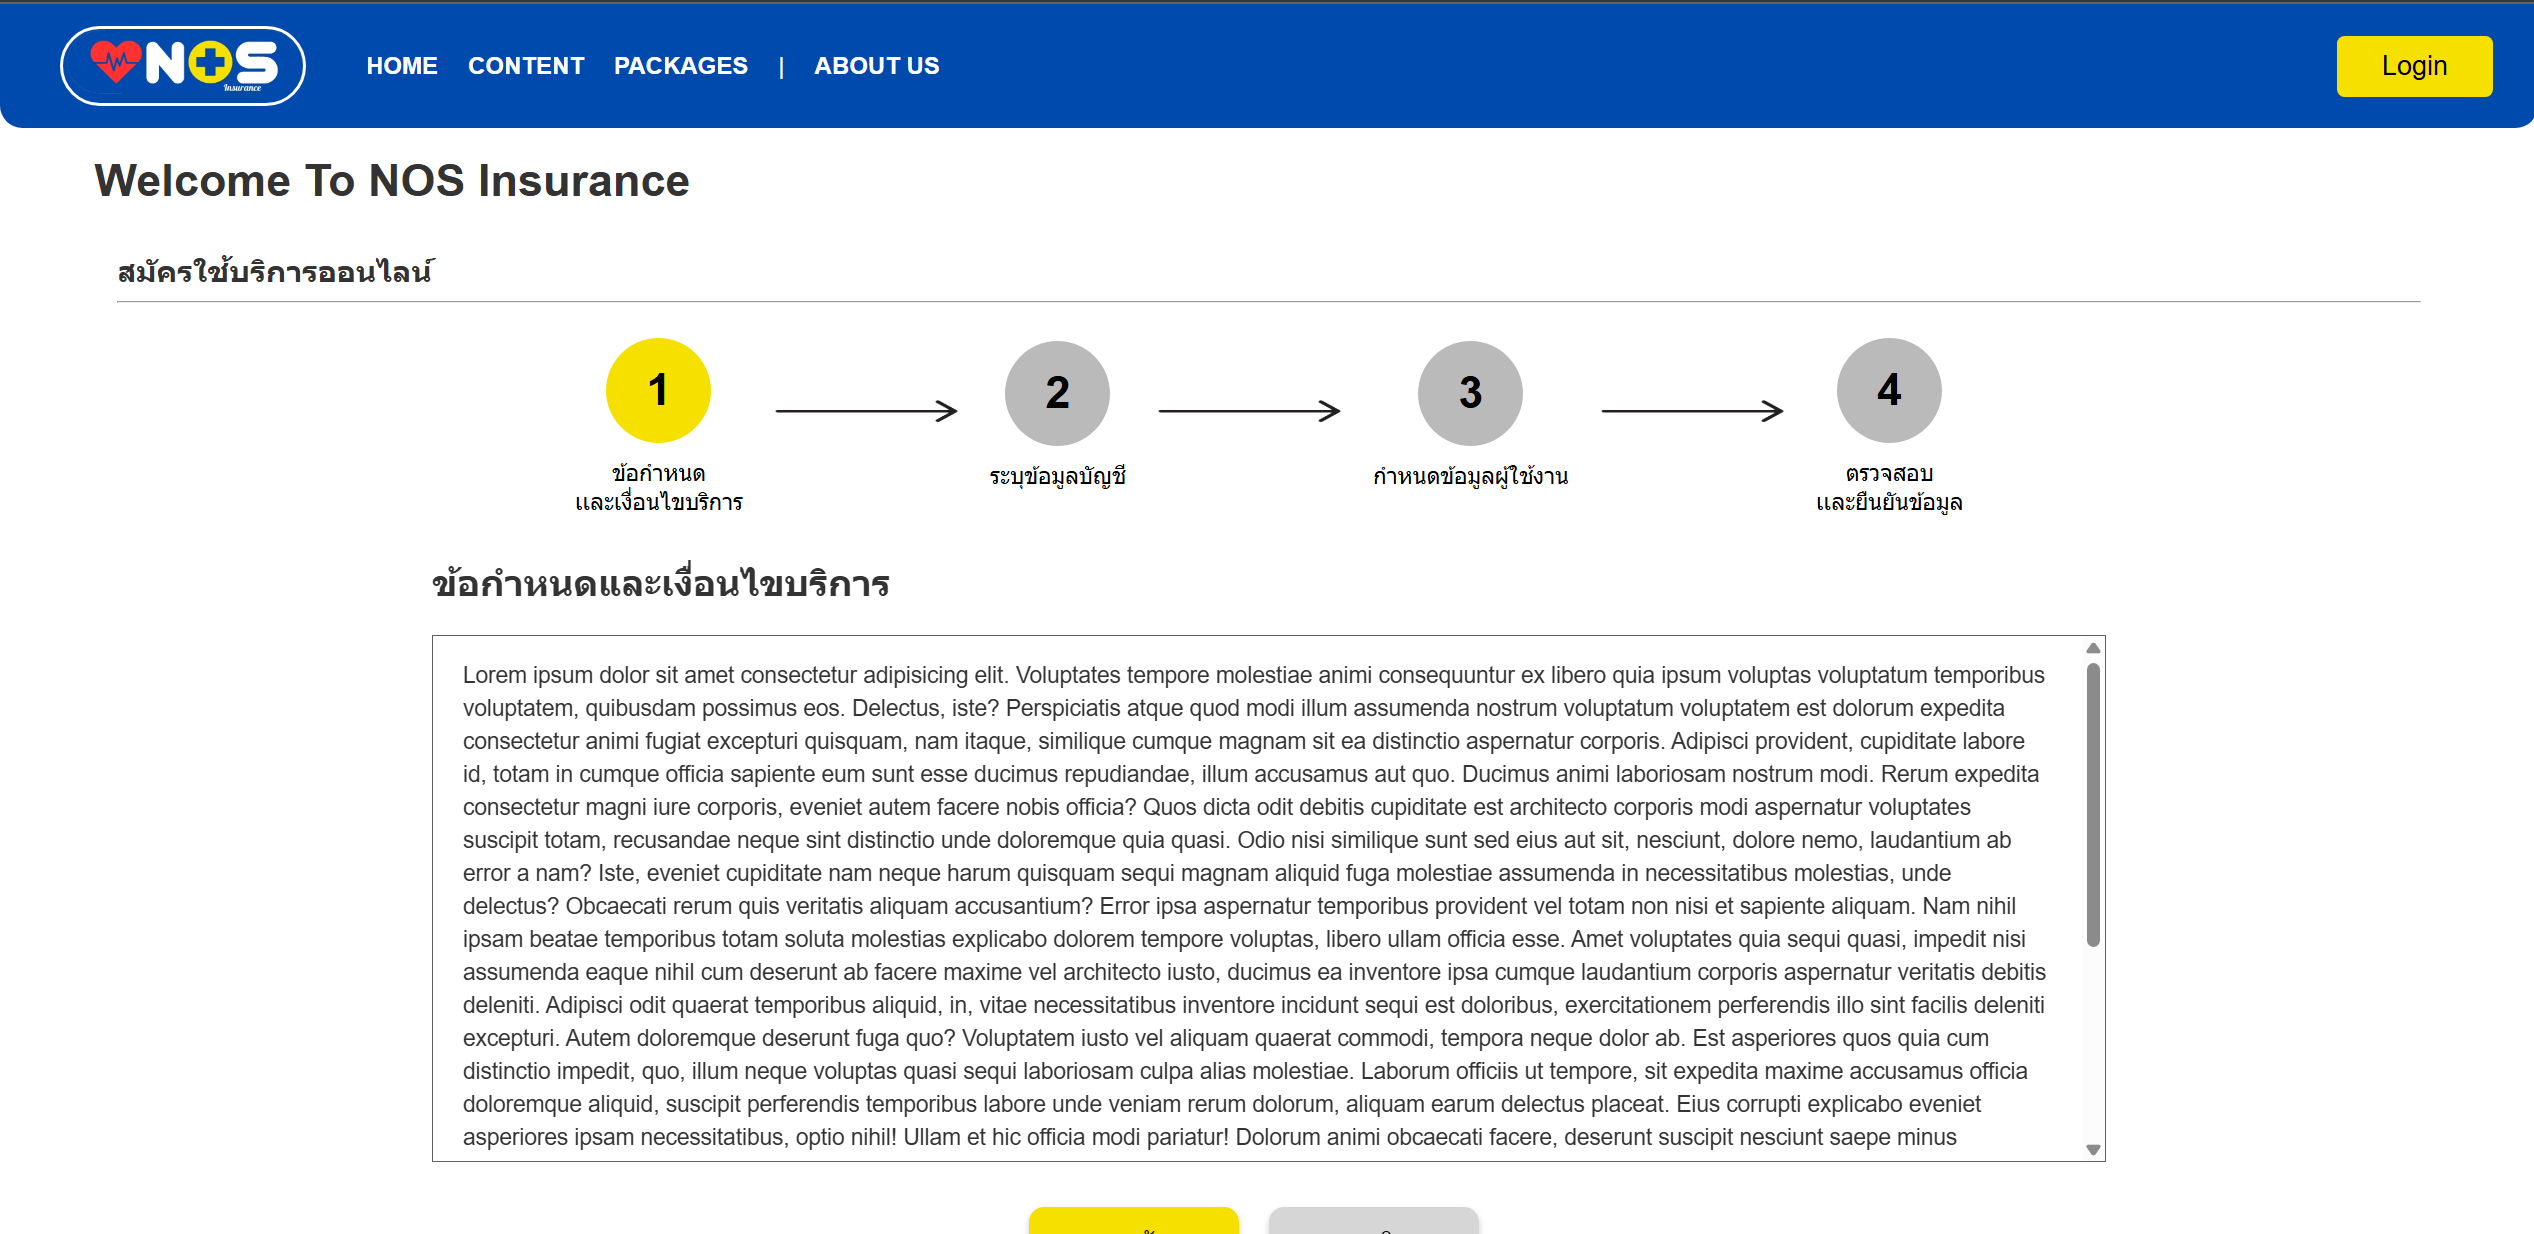 NOS
Insurance
HOME CONTENT PACKAGES | ABOUT US
Login
Welcome To NOS Insurance
สมัครใช้บริการออนไลน์
1
2
3
4
ข้อกำหนด
และเงื่อนไขบริการ
ระบุข้อมูลบัญชี
กำหนดข้อมูลผู้ใช้งาน
ตรวจสอบ
และยืนยันข้อมูล
ข้อกำหนดและเงื่อนไขบริการ
Lorem ipsum dolor sit amet consectetur adipisicing elit. Voluptates tempore molestiae animi consequuntur ex libero quia ipsum voluptas voluptatum temporibus
voluptatem, quibusdam possimus eos. Delectus, iste? Perspiciatis atque quod modi illum assumenda nostrum voluptatum voluptatem est dolorum expedita
consectetur animi fugiat excepturi quisquam, nam itaque, similique cumque magnam sit ea distinctio aspernatur corporis. Adipisci provident, cupiditate labore
id, totam in cumque officia sapiente eum sunt esse ducimus repudiandae, illum accusamus aut quo. Ducimus animi laboriosam nostrum modi. Rerum expedita
consectetur magni iure corporis, eveniet autem facere nobis officia? Quos dicta odit debitis cupiditate est architecto corporis modi aspernatur voluptates
suscipit totam, recusandae neque sint distinctio unde doloremque quia quasi. Odio nisi similique sunt sed eius aut sit, nesciunt, dolore nemo, laudantium ab
error a nam? Iste, eveniet cupiditate nam neque harum quisquam sequi magnam aliquid fuga molestiae assumenda in necessitatibus molestias, unde
delectus? Obcaecati rerum quis veritatis aliquam accusantium? Error ipsa aspernatur temporibus provident vel totam non nisi et sapiente aliquam. Nam nihil
ipsam beatae temporibus totam soluta molestias explicabo dolorem tempore voluptas, libero ullam officia esse. Amet voluptates quia sequi quasi, impedit nisi
assumenda eaque nihil cum deserunt ab facere maxime vel architecto iusto, ducimus ea inventore ipsa cumque laudantium corporis aspernatur veritatis debitis
deleniti. Adipisci odit quaerat temporibus aliquid, in, vitae necessitatibus inventore incidunt sequi est doloribus, exercitationem perferendis illo sint facilis deleniti
excepturi. Autem doloremque deserunt fuga quo? Voluptatem iusto vel aliquam quaerat commodi, tempora neque dolor ab. Est asperiores quos quia cum
distinctio impedit, quo, illum neque voluptas quasi sequi laboriosam culpa alias molestiae. Laborum officiis ut tempore, sit expedita maxime accusamus officia
doloremque aliquid, suscipit perferendis temporibus labore unde veniam rerum dolorum, aliquam earum delectus placeat. Eius corrupti explicabo eveniet
asperiores ipsam necessitatibus, optio nihil! Ullam et hic officia modi pariatur! Dolorum animi obcaecati facere, deserunt suscipit nesciunt saepe minus